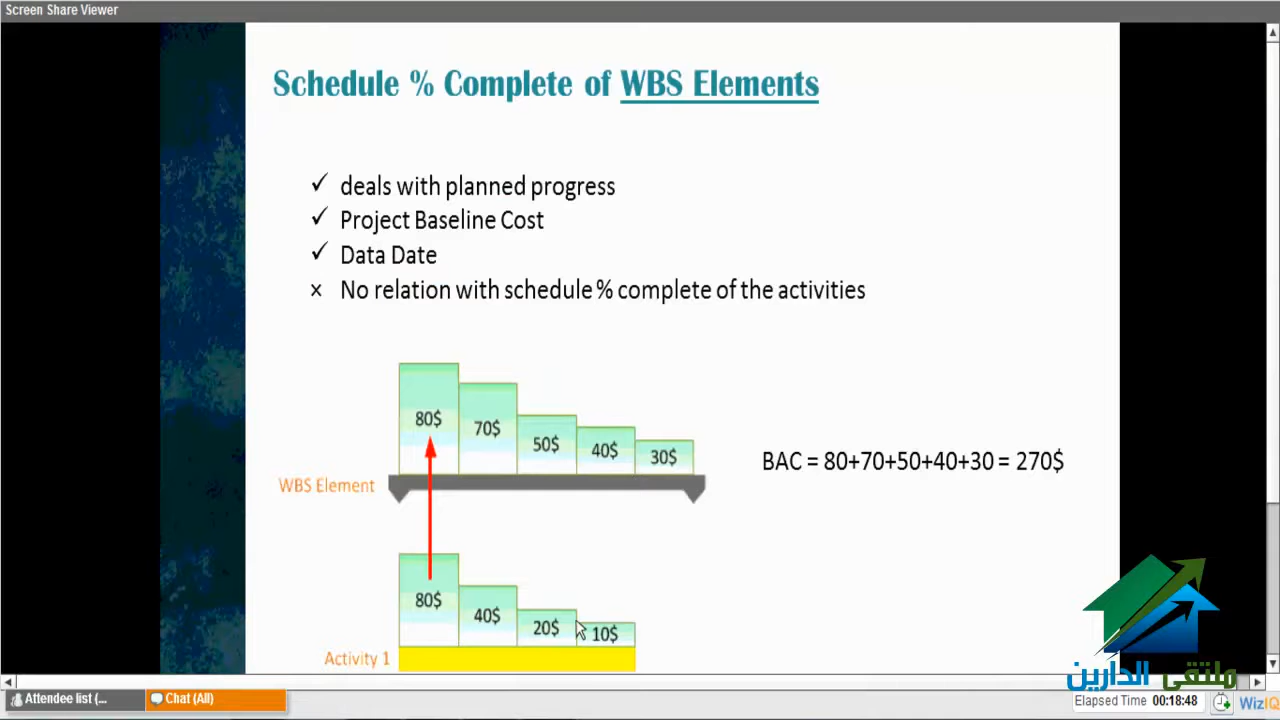 Screen Share Viewer
Schedule % Complete of WBS Elements
✓ deals with planned progress
✓ Project Baseline Cost
✓ Data Date
× No relation with schedule % complete of the activities
80$ 70$ 50$ 40$ 30$
BAC = 80+70+50+40+30 = 270$
WBS Element
80$ 40$ 20$ 10$
Activity 1
ملتقى الدارين
Elapsed Time 00:18:48
Attendee list (...
Chat (All)
WizIQ